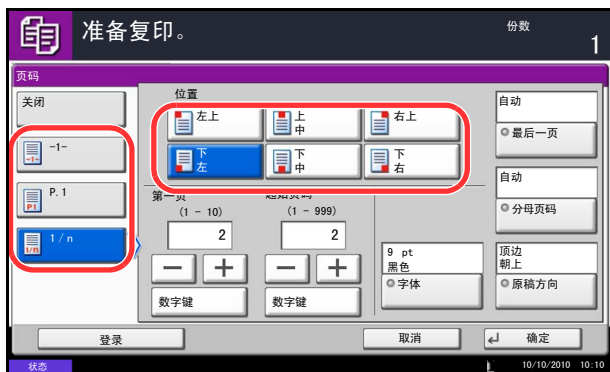 准备复印。
份数
1
页码
关闭
-1-
P.1
1/n
位置
左上
上
中
右上
下
左
下
中
下
右
第一页
(1 - 10)
2
数字键
起始页码
(1 - 999)
2
数字键
9 pt
黑色
字体
自动
最后一页
自动
分母页码
顶边
朝上
原稿方向
登录
取消
确定
状态
10/10/2010 10:10